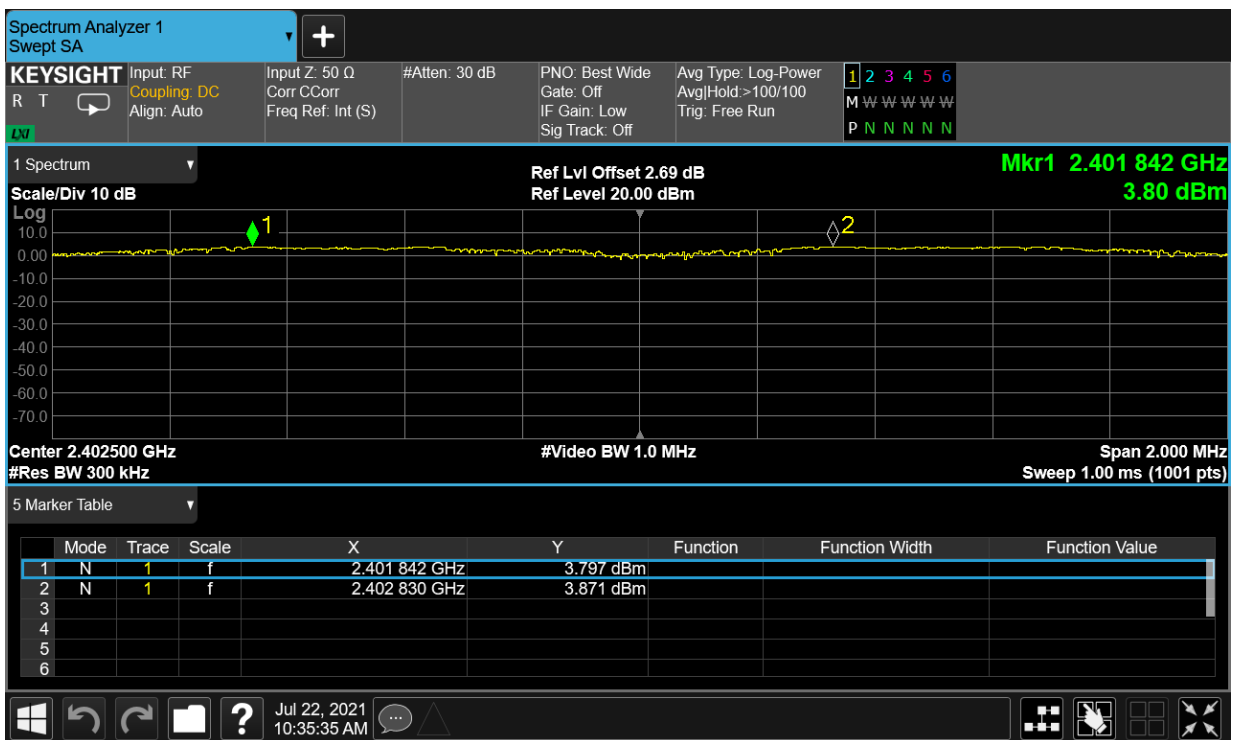 Spectrum Analyzer 1
Swept SA
KEYSIGHT
R T
LXI
Input: RF
Coupling: DC
Align: Auto
Input Z: 50 Ω
Corr CCorr
Freq Ref: Int (S)
#Atten: 30 dB
PNO: Best Wide
Gate: Off
IF Gain: Low
Sig Track: Off
Avg Type: Log-Power
Avg|Hold:>100/100
Trig: Free Run
1 2 3 4 5 6
M W W W W W
P N N N N N
1 Spectrum
Scale/Div 10 dB
Ref Lvl Offset 2.69 dB
Ref Level 20.00 dBm
Mkr1 2.401 842 GHz
3.80 dBm
Log
10.0
0.00
-10.0
-20.0
-30.0
-40.0
-50.0
-60.0
-70.0
1
2
Center 2.402500 GHz
#Video BW 1.0 MHz
Span 2.000 MHz
#Res BW 300 kHz
Sweep 1.00 ms (1001 pts)
5 Marker Table
Mode Trace Scale X Y Function Function Width Function Value
1 N 1 f 2.401 842 GHz 3.797 dBm
2 N 1 f 2.402 830 GHz 3.871 dBm
3
4
5
6
?
Jul 22, 2021
10:35:35 AM